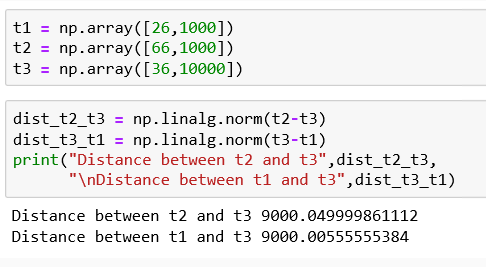 t1 = np.array([26,1000])
t2 = np.array([66,1000])
t3 = np.array([36,10000])
dist_t2_t3 = np.linalg.norm(t2-t3)
dist_t3_t1 = np.linalg.norm(t3-t1)
print("Distance between t2 and t3",dist_t2_t3,
"\nDistance between t1 and t3",dist_t3_t1)
Distance between t2 and t3 9000.049999861112
Distance between t1 and t3 9000.00555555384